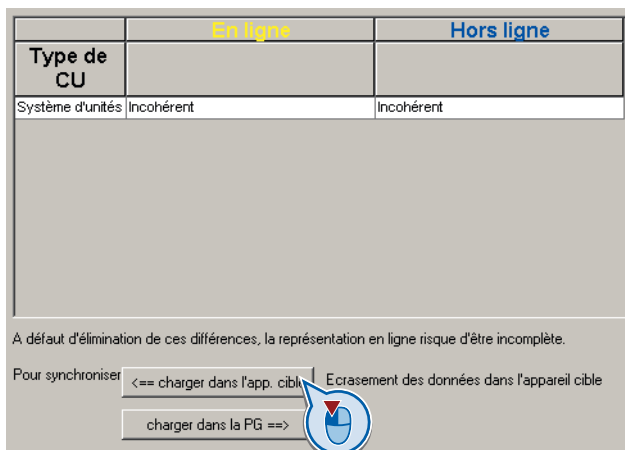 En ligne Hors ligne
Type de
CU
Système d'unités Incohérent Incohérent
A défaut d'élimination de ces différences, la représentation en ligne risque d'être incomplète.
Pour synchroniser <== charger dans l'app. cible Ecrasement des données dans l'appareil cible
charger dans la PG ==>